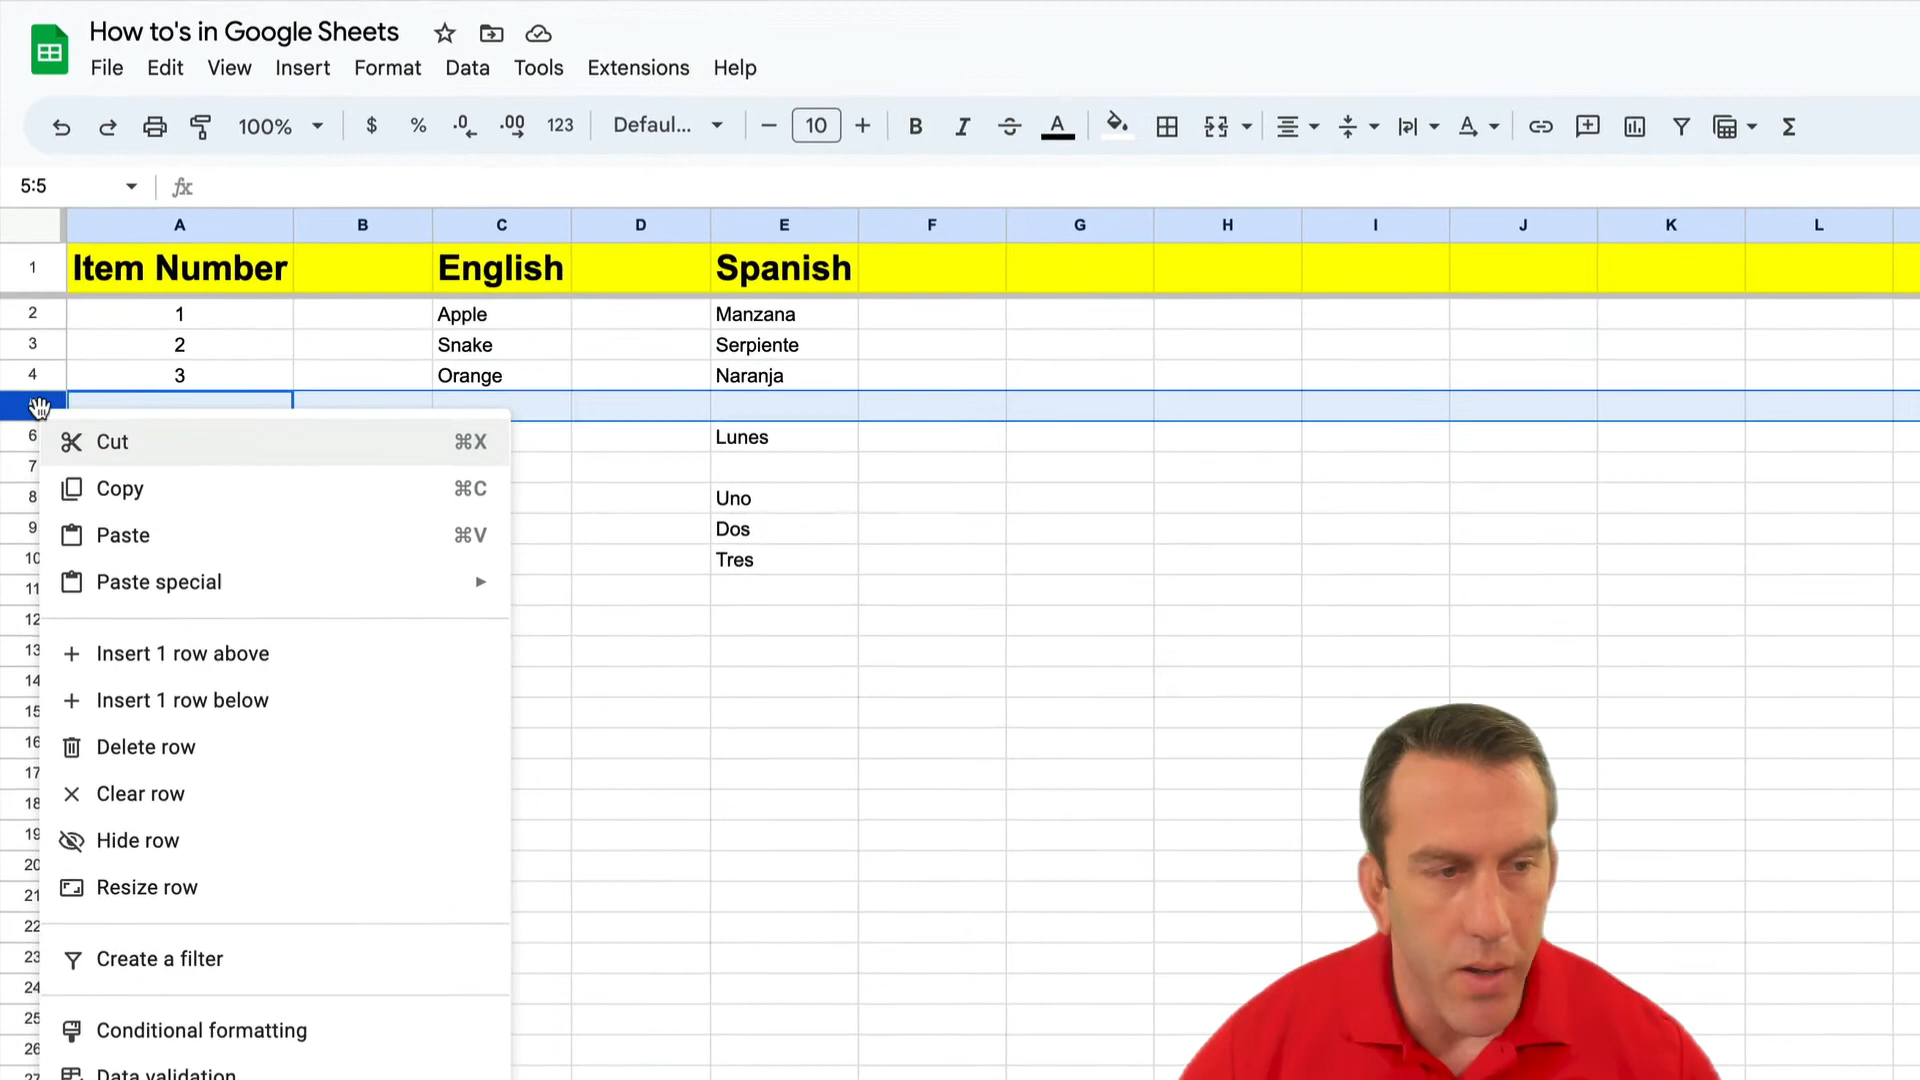 How to's in Google Sheets
File Edit View Insert Format Data Tools Extensions Help
100% $ % .0 .00 123 Defaul... 10 B I S A Σ
5:5 fx
A B C D E F G H I J K L
1 Item Number English Spanish
2 1 Apple Manzana
3 2 Snake Serpiente
4 3 Orange Naranja
6 Lunes
Cut ⌘X
7
8 Uno
Copy ⌘C
9 Dos
Paste ⌘V
10 Tres
11
Paste special
12
13
Insert 1 row above
14
15
Insert 1 row below
16
Delete row
17
18
Clear row
19
Hide row
20
21
Resize row
22
23
Create a filter
24
25
Conditional formatting
26
27
Data validation